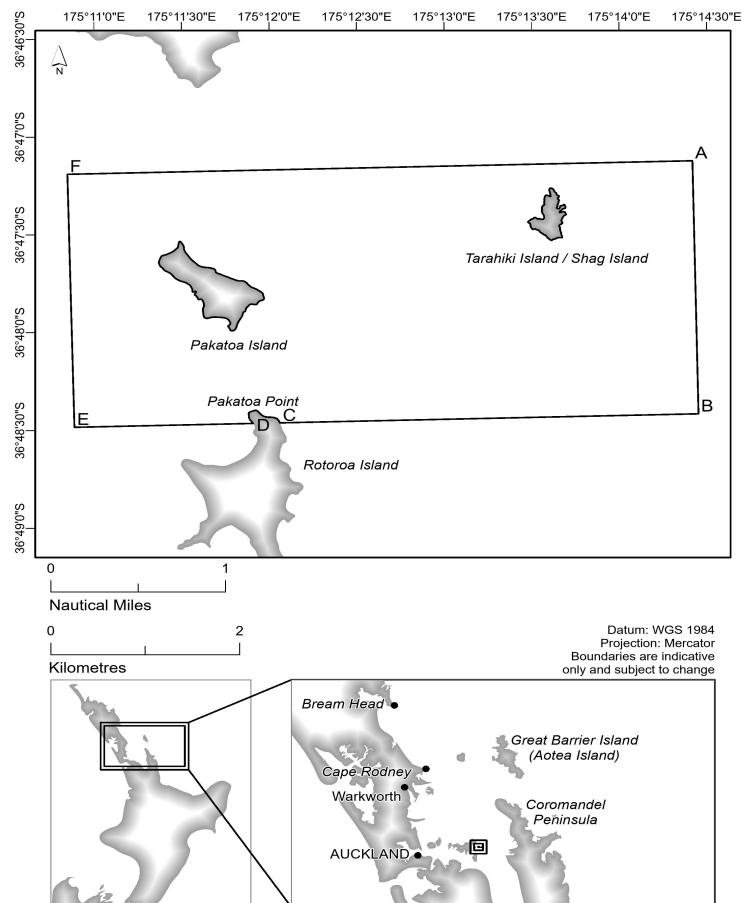 175°11'0"E 175°11'30"E 175°12'0"E 175°12'30"E 175°13'0"E 175°13'30"E 175°14'0"E 175°14'30"E
36°46'30"S
N
36°47'0"S
F
A
36°47'30"S
Tarahiki Island / Shag Island
36°48'0"S
Pakatoa Island
Pakatoa Point
C
B
E
D
36°48'30"S
Rotoroa Island
36°49'0"S
0 1
Nautical Miles
0 2
Kilometres
Datum: WGS 1984
Projection: Mercator
Boundaries are indicative
only and subject to change
Bream Head
Great Barrier Island
(Aotea Island)
Cape Rodney
Warkworth
Coromandel
Peninsula
AUCKLAND